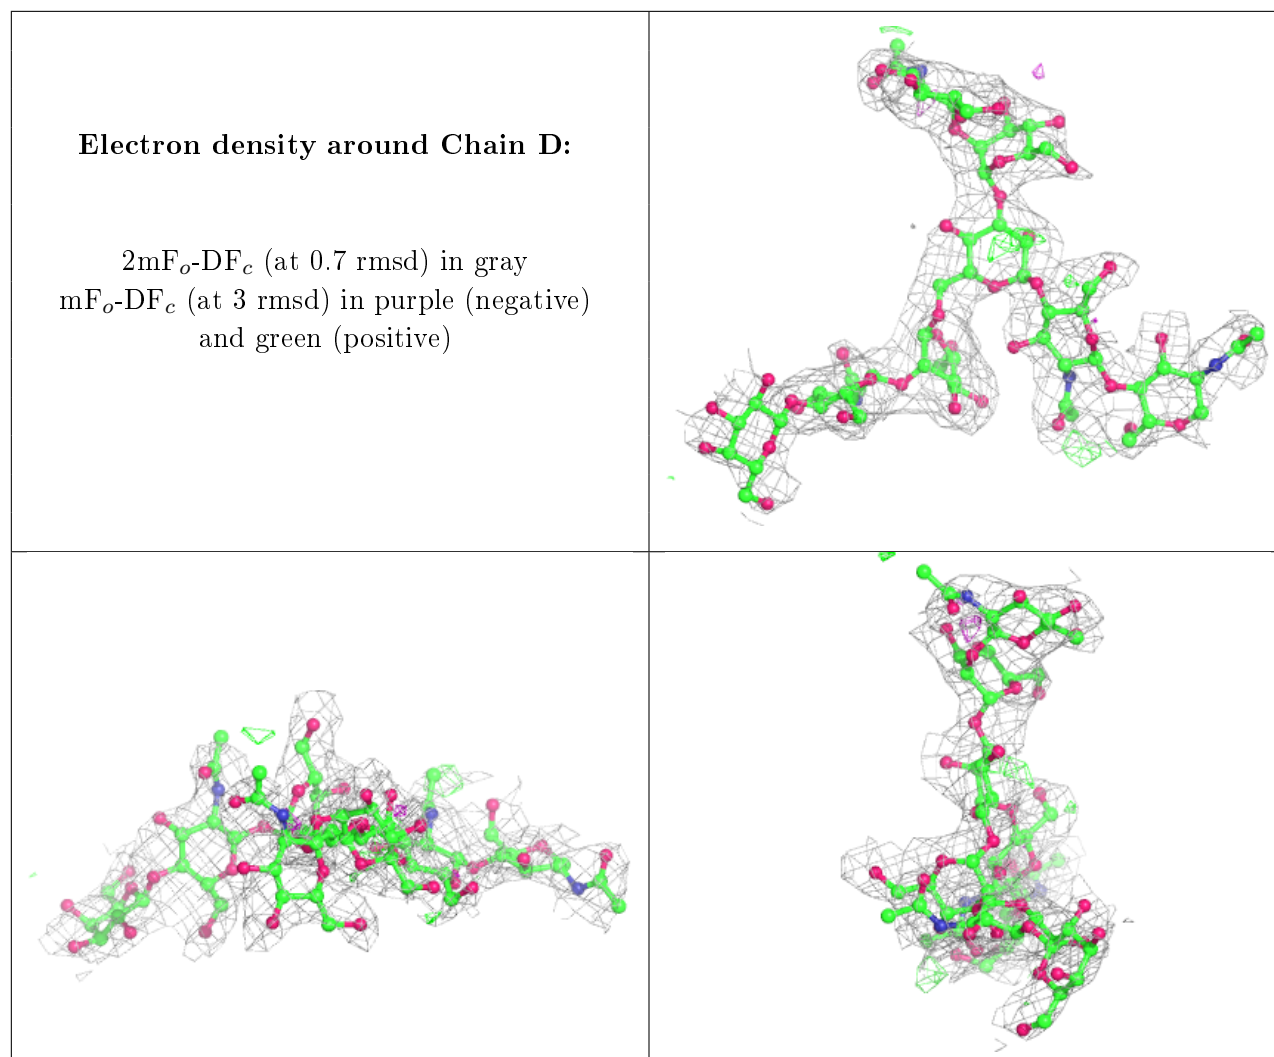 Electron density around Chain D:
2mFₒ-DF𝒸 (at 0.7 rmsd) in gray
mFₒ-DF𝒸 (at 3 rmsd) in purple (negative)
and green (positive)